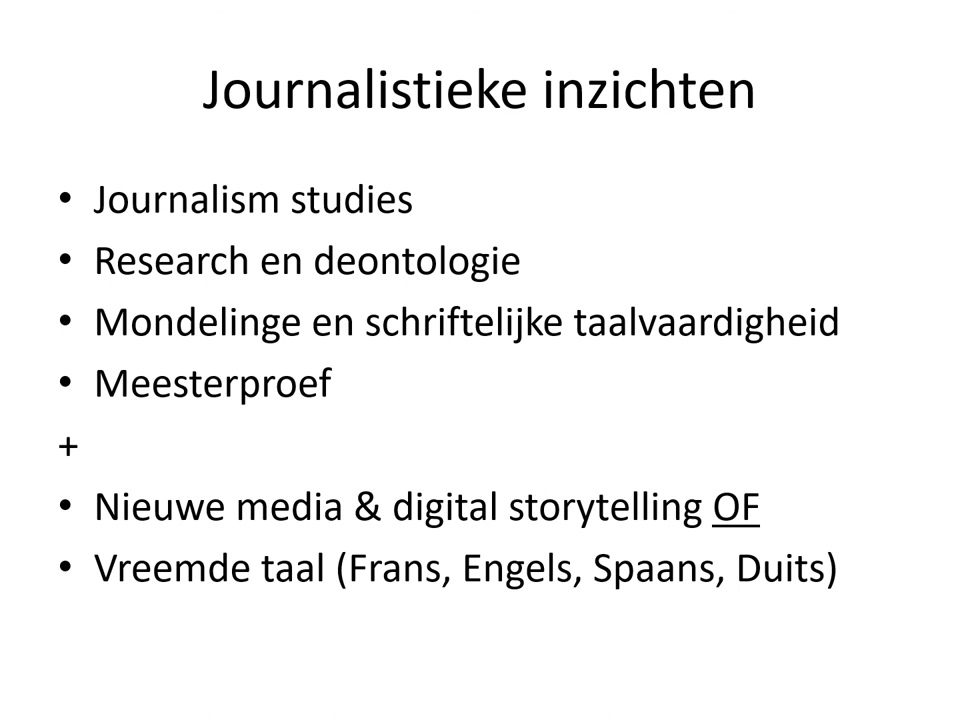 Journalistieke inzichten
• Journalism studies
• Research en deontologie
• Mondelinge en schriftelijke taalvaardigheid
• Meesterproef
+
• Nieuwe media & digital storytelling OF
• Vreemde taal (Frans, Engels, Spaans, Duits)